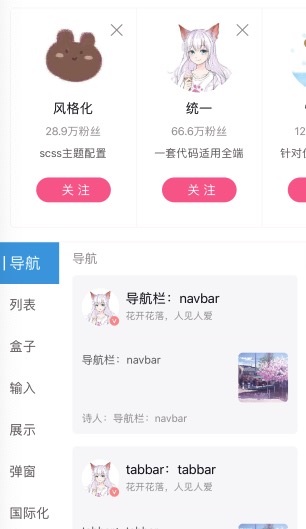 风格化
28.9万粉丝
scss主题配置
关 注
统一
66.6万粉丝
一套代码适用全端
关 注
12
针对
导航
列表
盒子
输入
展示
弹窗
国际化
导航
导航栏：navbar
花开花落，人见人爱
导航栏：navbar
诗人：导航栏：navbar
tabbar：tabbar
花开花落，人见人爱